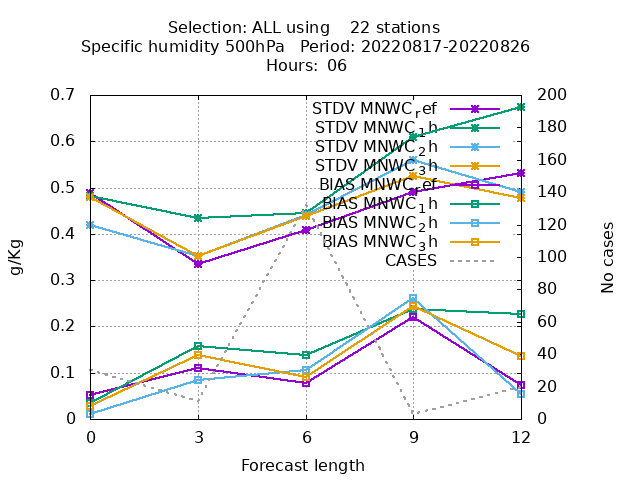 Selection: ALL using    22 stations
Specific humidity 500hPa   Period: 20220817-20220826
Hours: 06
0.7
0.6
0.5
0.4
0.3
0.2
0.1
0
g/Kg
STDV MNWC_ref
STDV MNWC_1h
STDV MNWC_2h
STDV MNWC_3h
BIAS MNWC_ref
BIAS MNWC_1h
BIAS MNWC_2h
BIAS MNWC_3h
CASES
200
180
160
140
120
100
80
60
40
20
0
No cases
0 3 6 9 12
Forecast length